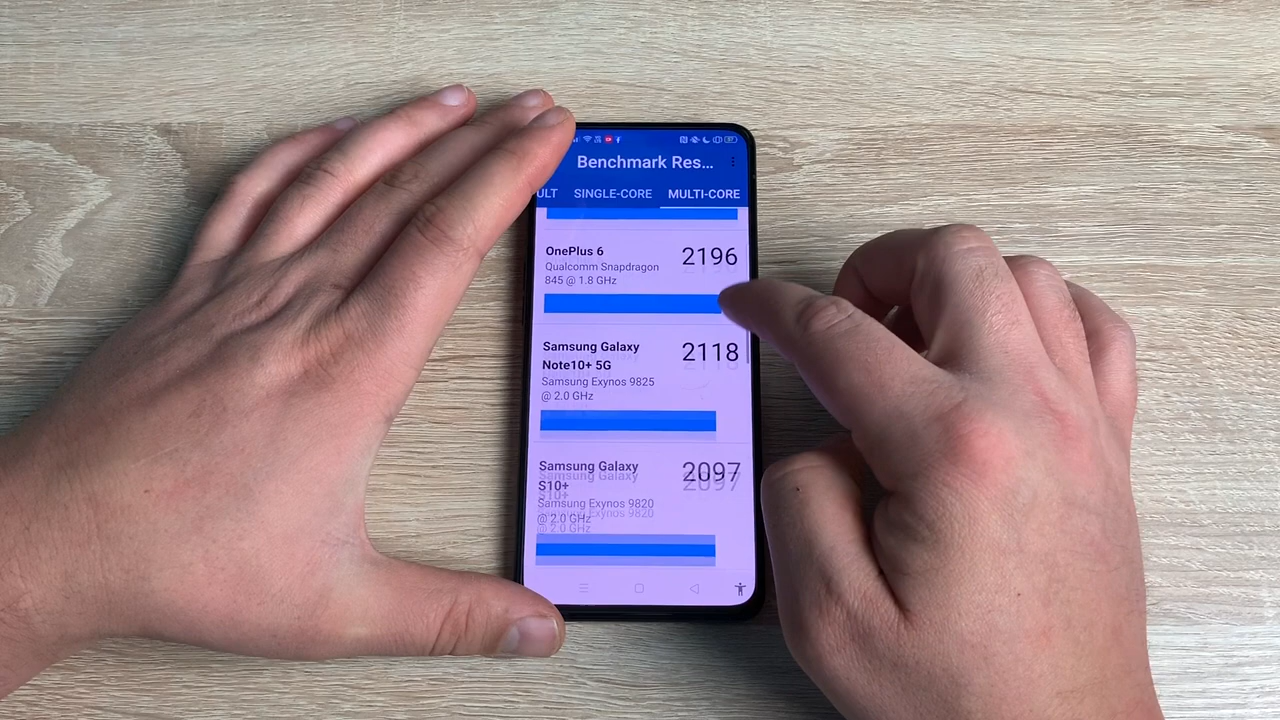 Benchmark Res...
ULT SINGLE-CORE MULTI-CORE
OnePlus 6 2196
Qualcomm Snapdragon
845 @ 1.8 GHz
Samsung Galaxy 2118
Note10+ 5G
Samsung Exynos 9825
@ 2.0 GHz
Samsung Galaxy 2097
S10+
Samsung Exynos 9820
@ 2.0 GHz